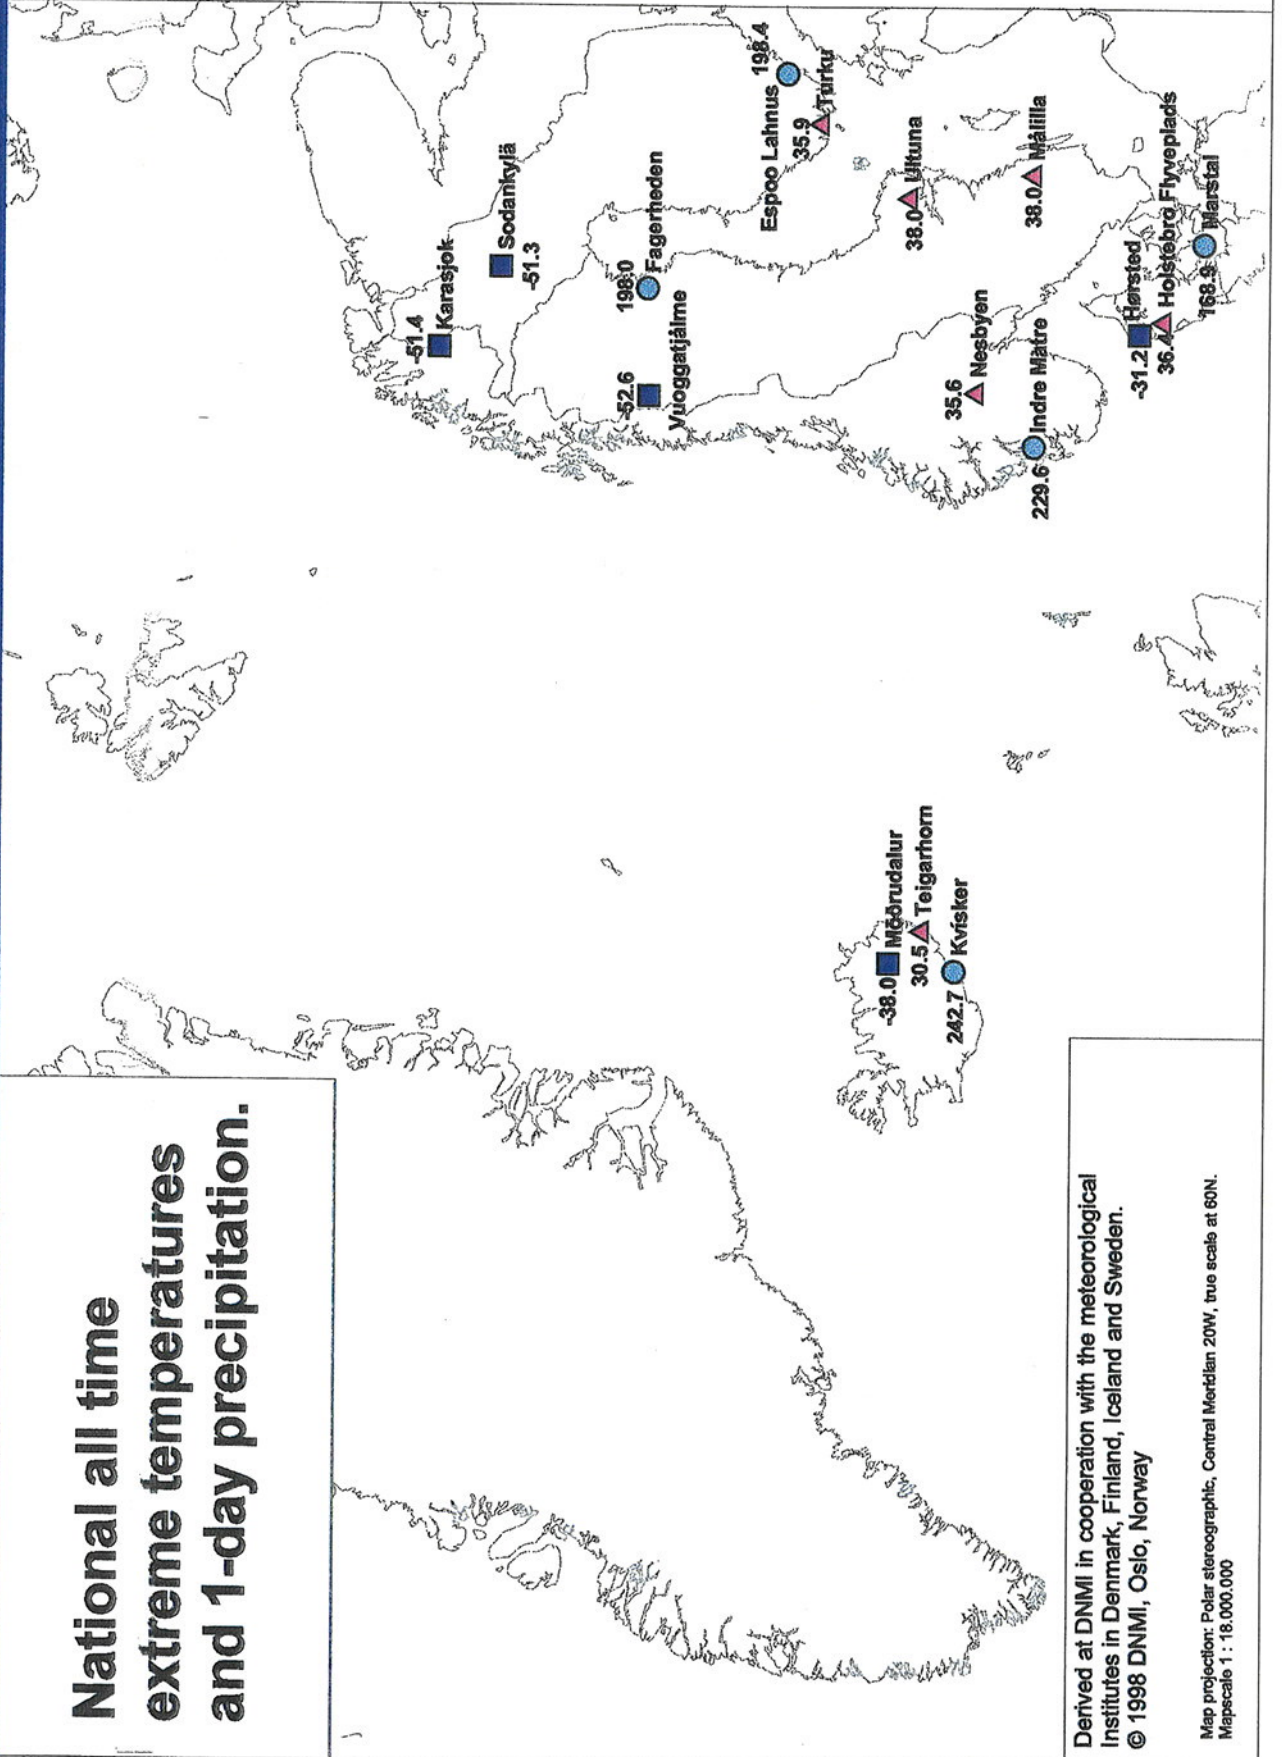 National all time
extreme temperatures
and 1-day precipitation.
-51.4
Karasjok
Sodankylä
-51.3
198.0
Fagerheden
-52.6
Vuoggatjålme
Espoo Lahnus
198.4
35.9
Turku
38.0
Ultuna
38.0
Målilla
35.6
Nesbyen
229.6
Indre Matre
-31.2
Hørsted
36.4
Holstebro Flyveplads
168.9
Marstal
-38.0
Möðrudalur
30.5
Teigarhorn
242.7
Kvísker
Derived at DNMI in cooperation with the meteorological
Institutes in Denmark, Finland, Iceland and Sweden.
© 1998 DNMI, Oslo, Norway
Map projection: Polar stereographic, Central Meridian 20W, true scale at 60N.
Mapscale 1 : 18.000.000